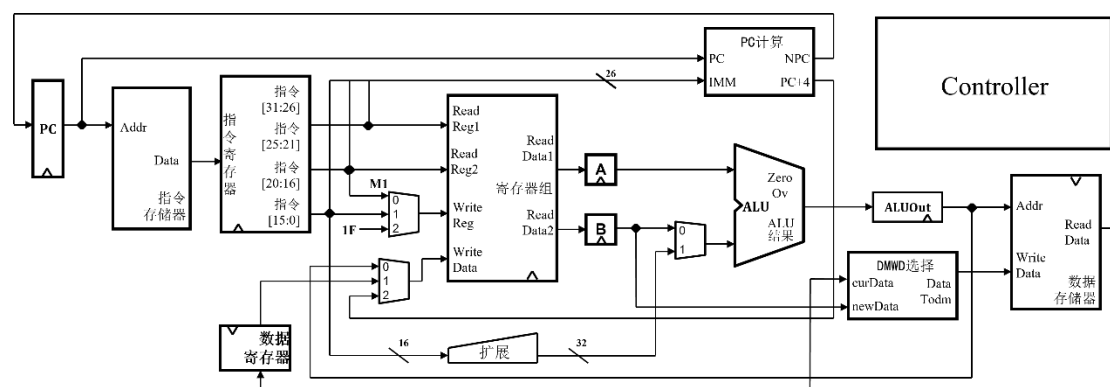 PC计算
PC
NPC
IMM
PC+4
26
Controller
PC
Addr
Data
指令
存储器
指令寄存器
指令
[31:26]
指令
[25:21]
指令
[20:16]
指令
[15:0]
M1
0
1
2
1F
0
1
2
Read
Reg1
Read
Reg2
Write
Reg
Write
Data
Read
Data1
寄存器组
Read
Data2
A
B
0
1
Zero
Ov
ALU
ALU
结果
ALUOut
DMWD选择
curData
Data
newData
Todm
Addr
Read
Data
Write
Data
数据
存储器
数据
寄存器
16
扩展
32